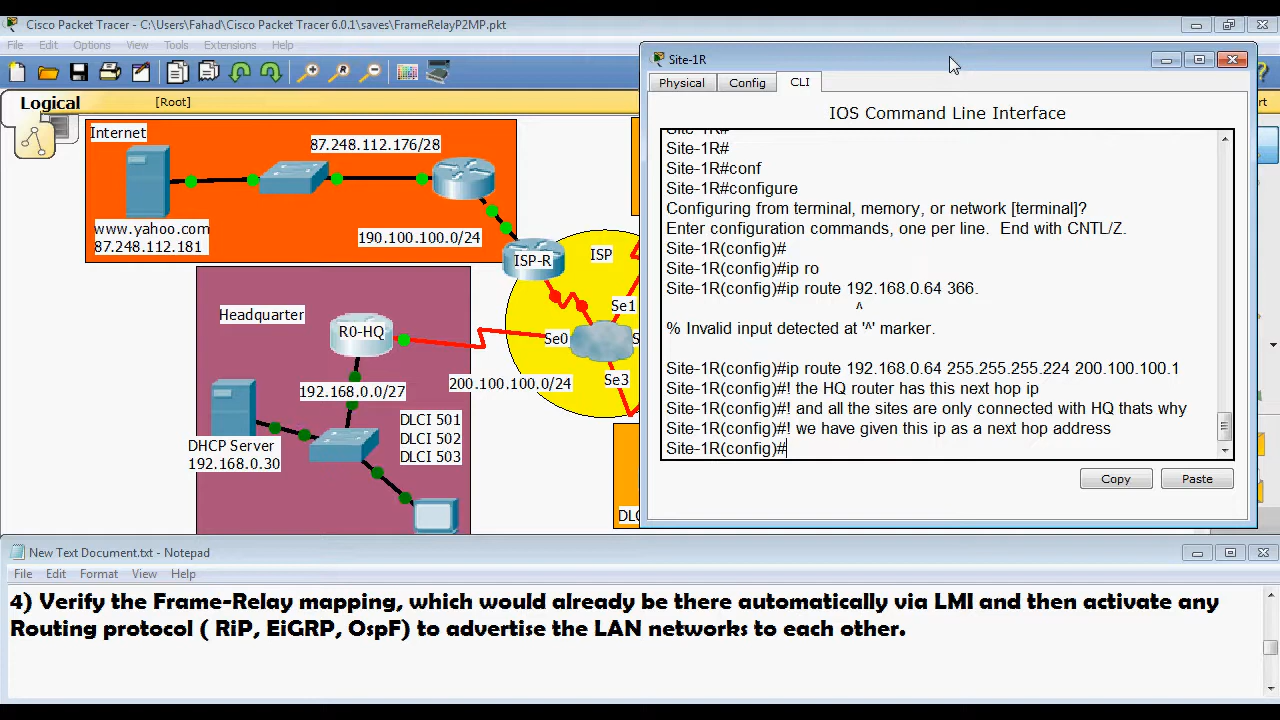 Cisco Packet Tracer - C:\Users\Fahad\Cisco Packet Tracer 6.0.1\saves\FrameRelayP2MP.pkt
File Edit Options View Tools Extensions Help
Logical
[Root]
Internet
87.248.112.176/28
www.yahoo.com
87.248.112.181
190.100.100.0/24
ISP-R
ISP
Headquarter
R0-HQ
Se0
Se1
Se3
200.100.100.0/24
192.168.0.0/27
DHCP Server
192.168.0.30
DLCI 501
DLCI 502
DLCI 503
Site-1R
Physical Config CLI
IOS Command Line Interface
Site-1R#
Site-1R#
Site-1R#conf
Site-1R#configure
Configuring from terminal, memory, or network [terminal]?
Enter configuration commands, one per line. End with CNTL/Z.
Site-1R(config)#
Site-1R(config)#ip ro
Site-1R(config)#ip route 192.168.0.64 366.
^
% Invalid input detected at '^' marker.
Site-1R(config)#ip route 192.168.0.64 255.255.255.224 200.100.100.1
Site-1R(config)#! the HQ router has this next hop ip
Site-1R(config)#! and all the sites are only connected with HQ thats why
Site-1R(config)#! we have given this ip as a next hop address
Site-1R(config)#
Copy Paste
New Text Document.txt - Notepad
File Edit Format View Help
4) Verify the Frame-Relay mapping, which would already be there automatically via LMI and then activate any
Routing protocol ( RiP, EiGRP, OspF) to advertise the LAN networks to each other.